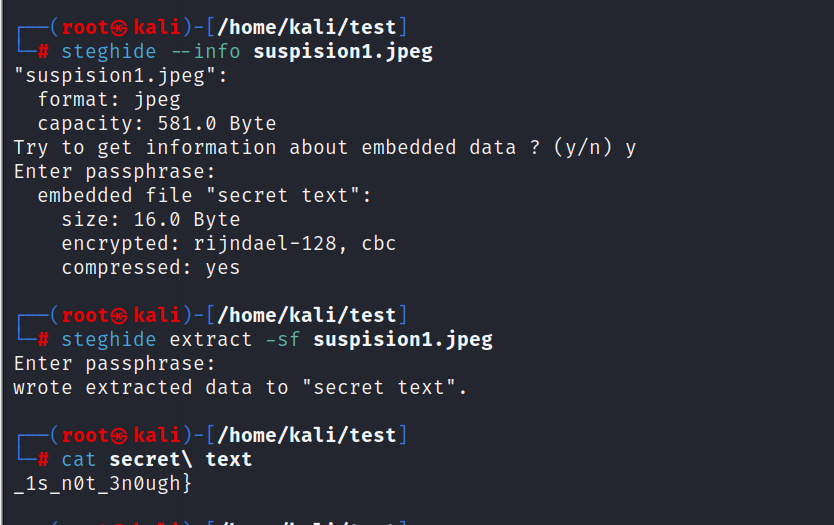 ┌──(root㉿kali)-[/home/kali/test]
└─# steghide --info suspision1.jpeg
"suspision1.jpeg":
  format: jpeg
  capacity: 581.0 Byte
Try to get information about embedded data ? (y/n) y
Enter passphrase:
  embedded file "secret text":
    size: 16.0 Byte
    encrypted: rijndael-128, cbc
    compressed: yes
┌──(root㉿kali)-[/home/kali/test]
└─# steghide extract -sf suspision1.jpeg
Enter passphrase:
wrote extracted data to "secret text".
┌──(root㉿kali)-[/home/kali/test]
└─# cat secret\ text
_1s_n0t_3n0ugh}